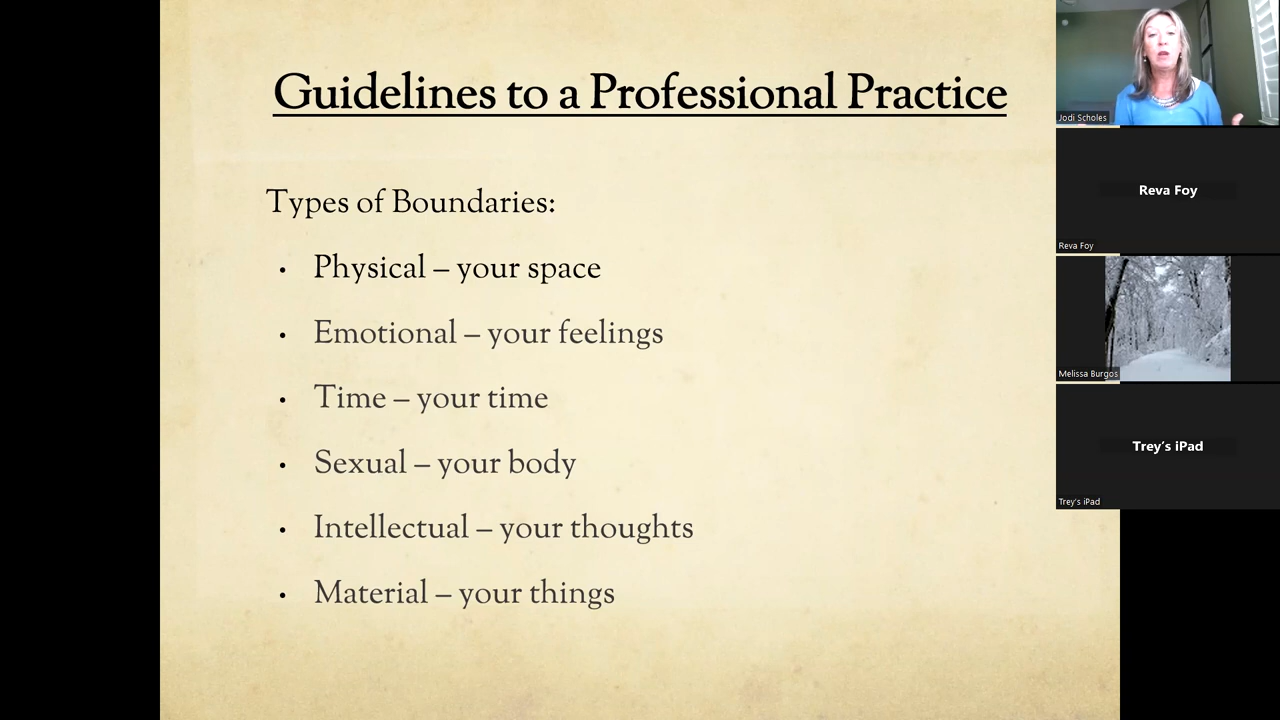 Guidelines to a Professional Practice
Types of Boundaries:
• Physical – your space
• Emotional – your feelings
• Time – your time
• Sexual – your body
• Intellectual – your thoughts
• Material – your things
Jodi Scholes
Reva Foy
Reva Foy
Melissa Burgos
Trey's iPad
Trey's iPad